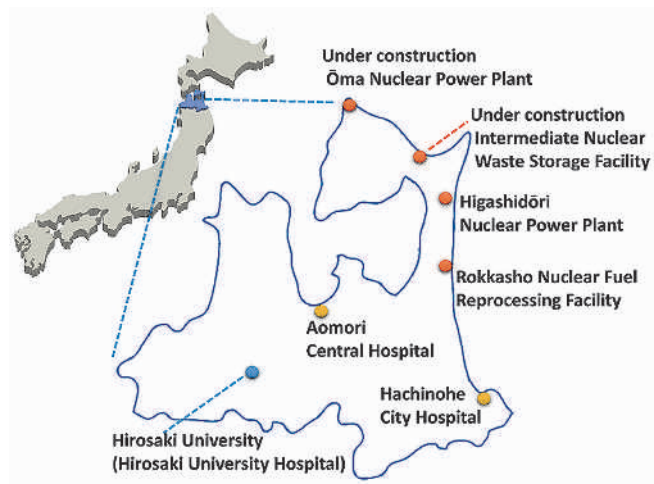 Under construction
Ōma Nuclear Power Plant
Under construction
Intermediate Nuclear
Waste Storage Facility
Higashidōri
Nuclear Power Plant
Rokkasho Nuclear Fuel
Reprocessing Facility
Aomori
Central Hospital
Hachinohe
City Hospital
Hirosaki University
(Hirosaki University Hospital)